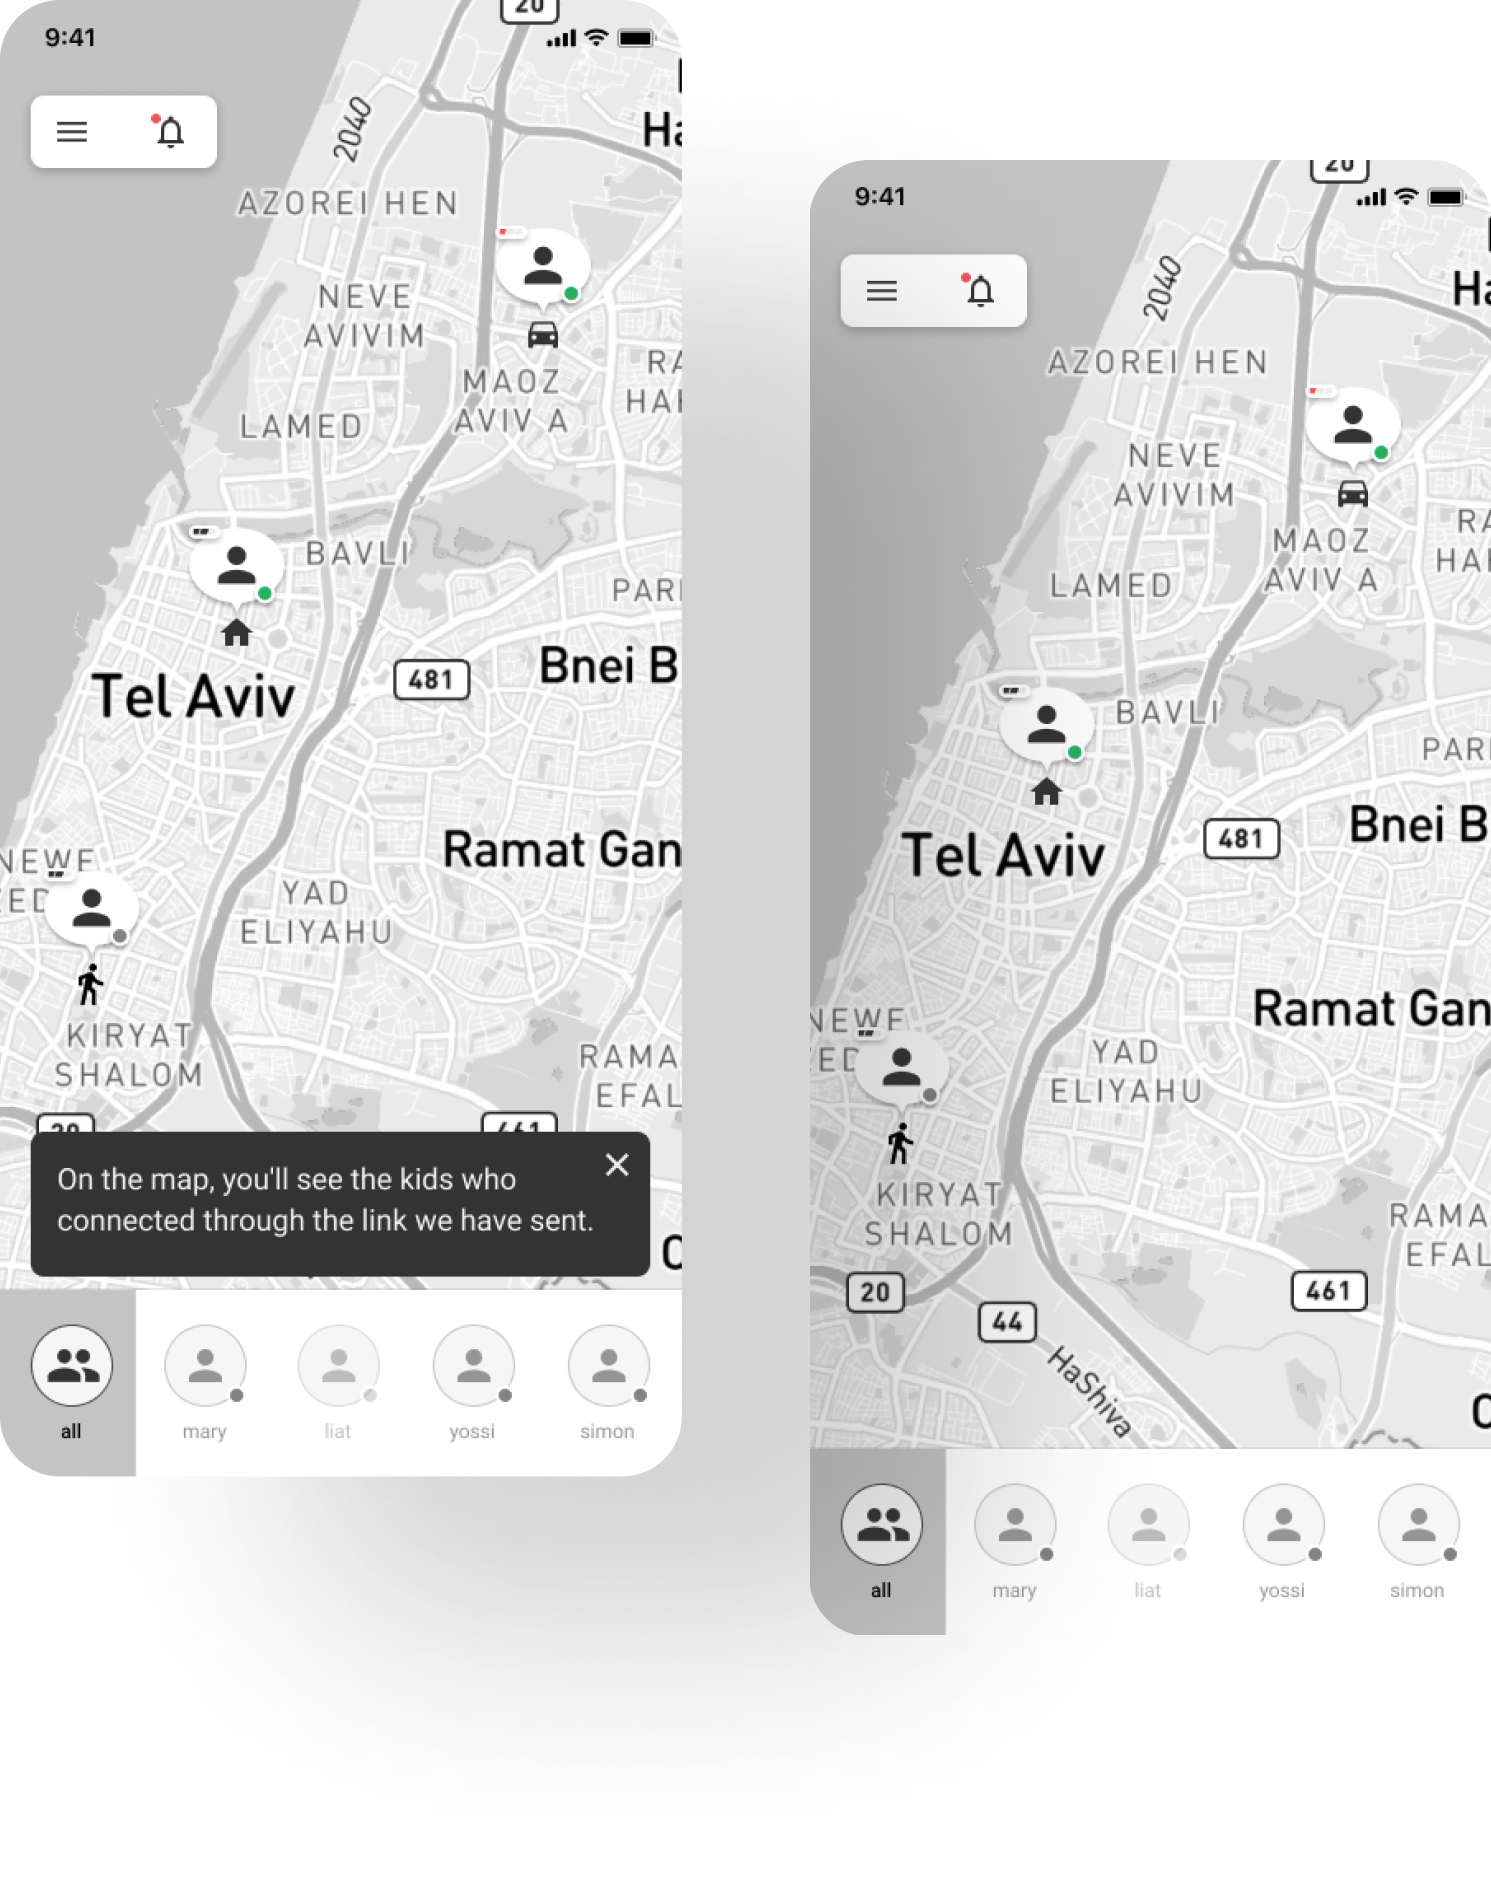 20
9:41
Ha
2040
AZOREI HEN
NEVE
AVIVIM
MAOZ
AVIV A
RA
HAI
LAMED
BAVLI
PARI
Tel Aviv
481
Bnei B
Ramat Gan
NEWE
ZED
YAD
ELIYAHU
KIRYAT
SHALOM
RAMA
EFAL
20
461
On the map, you'll see the kids who
connected through the link we have sent.
all
mary
liat
yossi
simon
20
9:41
Ha
2040
AZOREI HEN
NEVE
AVIVIM
MAOZ
AVIV A
RA
HAI
LAMED
BAVLI
PARI
Tel Aviv
481
Bnei B
Ramat Gan
NEWE
ZED
YAD
ELIYAHU
KIRYAT
SHALOM
RAMA
EFAL
20
461
44
HaShiva
all
mary
liat
yossi
simon